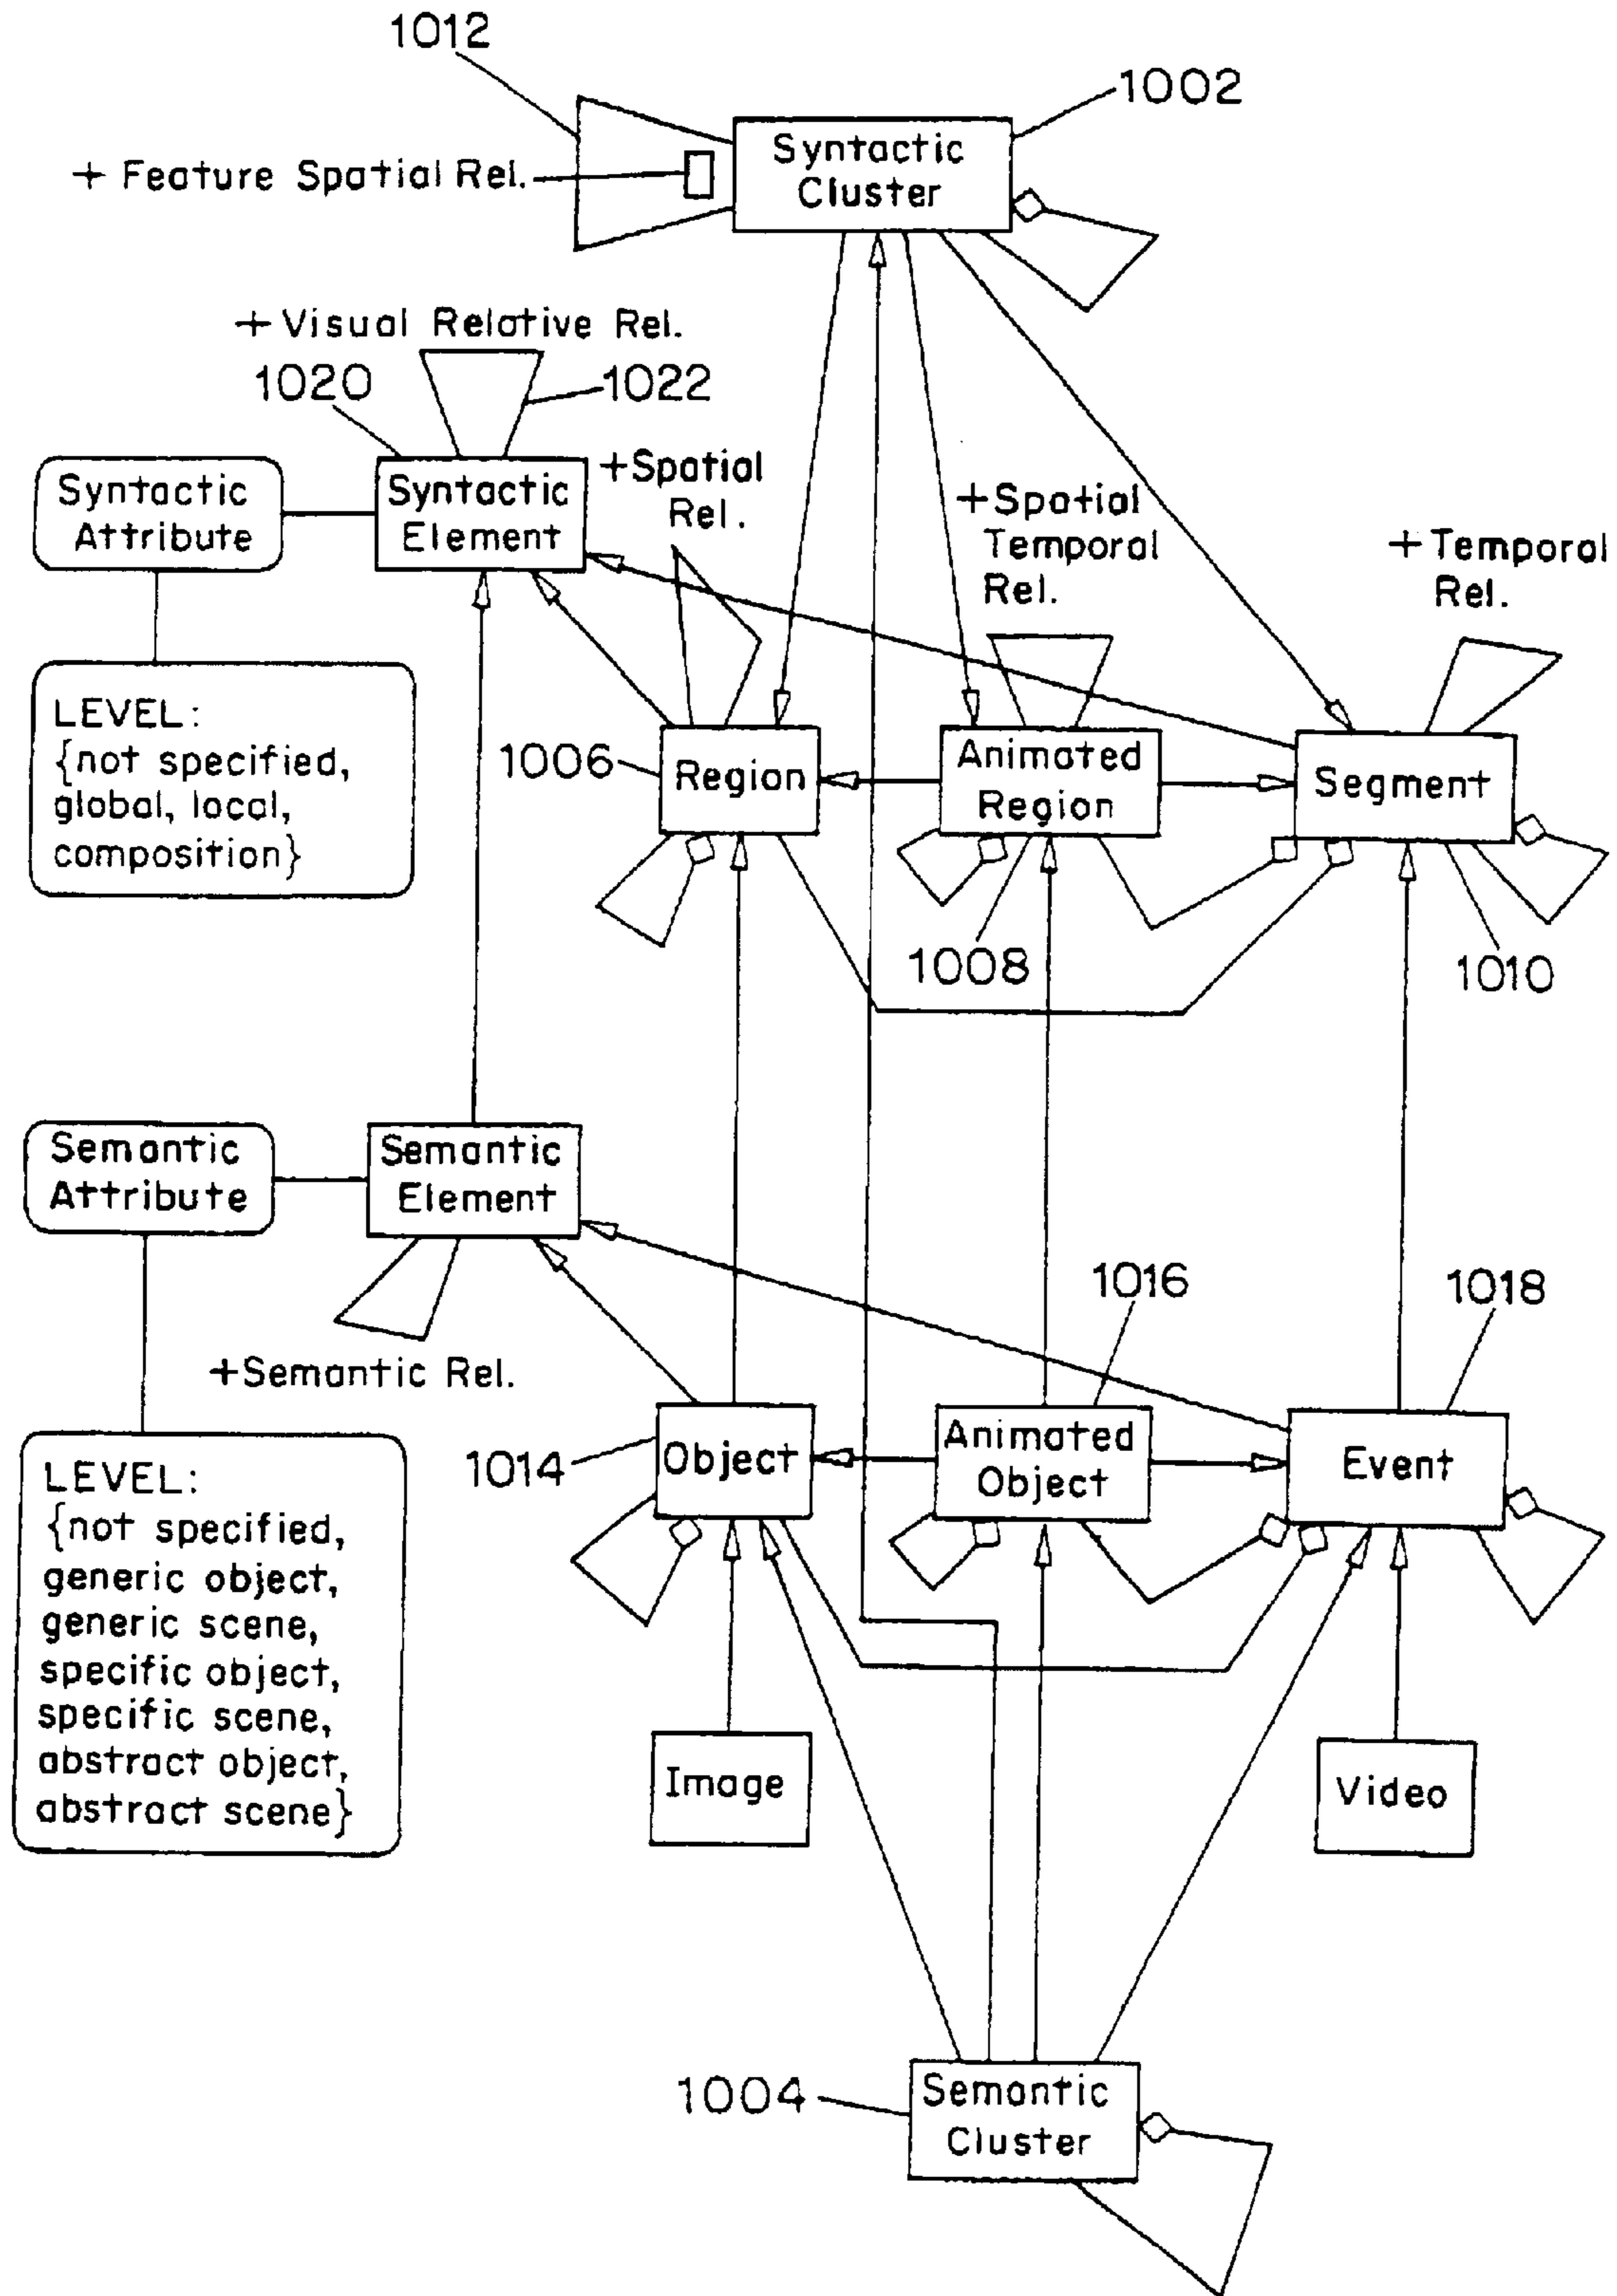 1012
1002
Syntactic
Cluster
+ Feature Spatial Rel.
+ Visual Relative Rel.
1020
1022
Syntactic
Attribute
Syntactic
Element
+Spatial
Rel.
+Spatial
Temporal
Rel.
+ Temporal
Rel.
LEVEL:
{not specified,
global, local,
composition}
1006
Region
Animated
Region
Segment
1008
1010
Semantic
Attribute
Semantic
Element
+Semantic Rel.
1016
1018
1014
Object
Animated
Object
Event
LEVEL:
{not specified,
generic object,
generic scene,
specific object,
specific scene,
abstract object,
abstract scene}
Image
Video
1004
Semantic
Cluster